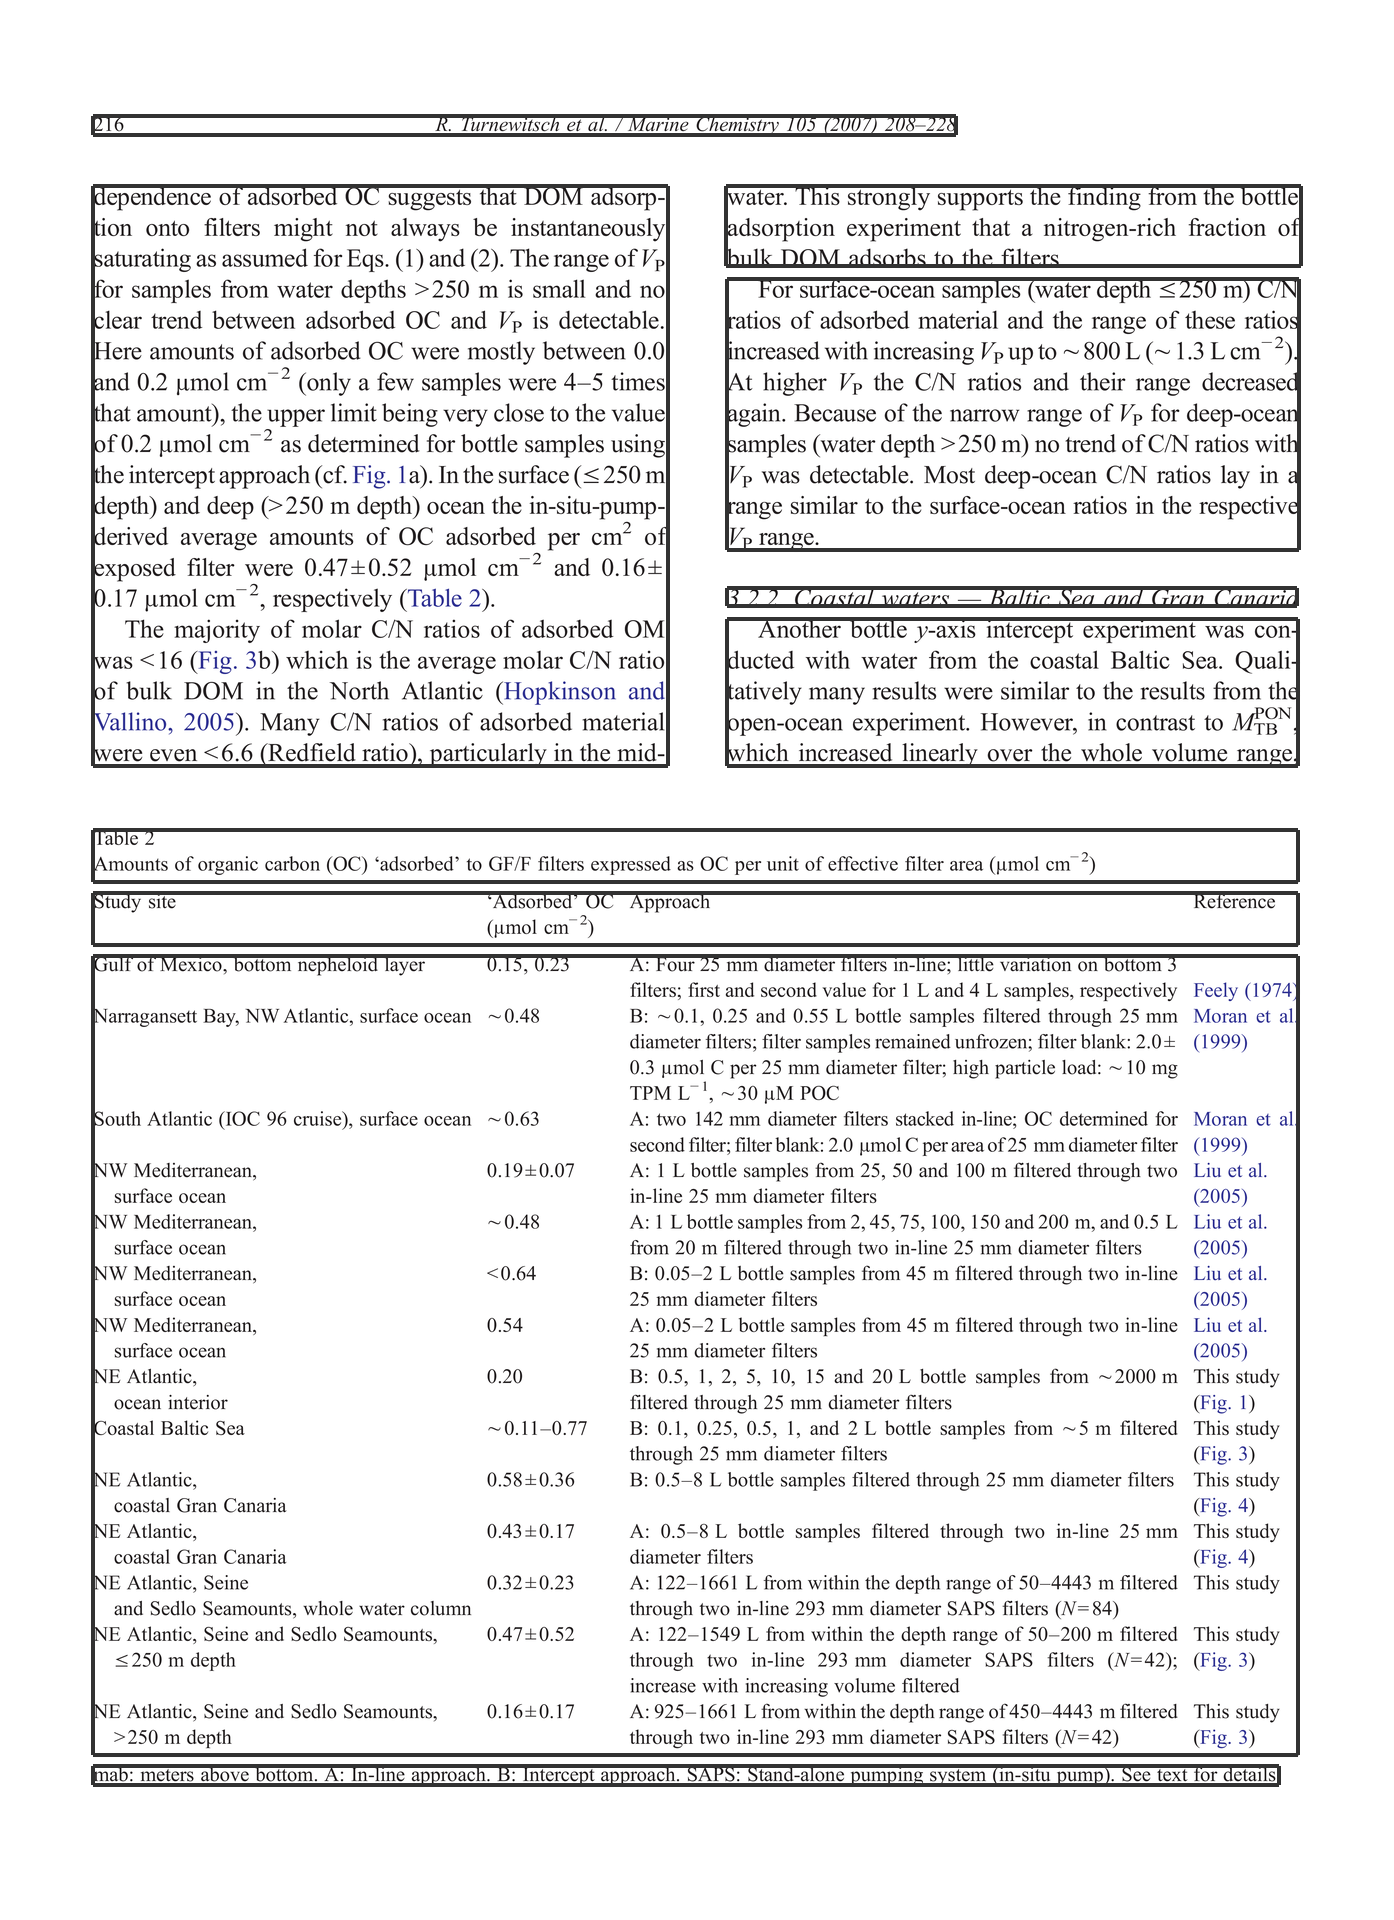 216 R. Turnewitsch et al. / Marine Chemistry 105 (2007) 208–228
dependence of adsorbed OC suggests that DOM adsorp-
tion onto filters might not always be instantaneously
saturating as assumed for Eqs. (1) and (2). The range of VP
for samples from water depths >250 m is small and no
clear trend between adsorbed OC and VP is detectable.
Here amounts of adsorbed OC were mostly between 0.0
and 0.2 μmol cm−2 (only a few samples were 4–5 times
that amount), the upper limit being very close to the value
of 0.2 μmol cm−2 as determined for bottle samples using
the intercept approach (cf. Fig. 1a). In the surface (≤250 m
depth) and deep (>250 m depth) ocean the in-situ-pump-
derived average amounts of OC adsorbed per cm2 of
exposed filter were 0.47±0.52 μmol cm−2 and 0.16±
0.17 μmol cm−2, respectively (Table 2).
The majority of molar C/N ratios of adsorbed OM
was <16 (Fig. 3b) which is the average molar C/N ratio
of bulk DOM in the North Atlantic (Hopkinson and
Vallino, 2005). Many C/N ratios of adsorbed material
were even <6.6 (Redfield ratio), particularly in the mid-
water. This strongly supports the finding from the bottle
adsorption experiment that a nitrogen-rich fraction of
bulk DOM adsorbs to the filters.
For surface-ocean samples (water depth ≤250 m) C/N
ratios of adsorbed material and the range of these ratios
increased with increasing VP up to ~800 L (~1.3 L cm−2).
At higher VP the C/N ratios and their range decreased
again. Because of the narrow range of VP for deep-ocean
samples (water depth >250 m) no trend of C/N ratios with
VP was detectable. Most deep-ocean C/N ratios lay in a
range similar to the surface-ocean ratios in the respective
VP range.
3.2.2. Coastal waters — Baltic Sea and Gran Canaria
Another bottle y-axis intercept experiment was con-
ducted with water from the coastal Baltic Sea. Quali-
tatively many results were similar to the results from the
open-ocean experiment. However, in contrast to MTBPON,
which increased linearly over the whole volume range.
Table 2
Amounts of organic carbon (OC) ‘adsorbed’ to GF/F filters expressed as OC per unit of effective filter area (μmol cm−2)
Study site ‘Adsorbed’ OC Approach Reference
(μmol cm−2)
Gulf of Mexico, bottom nepheloid layer 0.15, 0.23 A: Four 25 mm diameter filters in-line; little variation on bottom 3
filters; first and second value for 1 L and 4 L samples, respectively Feely (1974)
Narragansett Bay, NW Atlantic, surface ocean ~0.48 B: ~0.1, 0.25 and 0.55 L bottle samples filtered through 25 mm Moran et al.
diameter filters; filter samples remained unfrozen; filter blank: 2.0± (1999)
0.3 μmol C per 25 mm diameter filter; high particle load: ~10 mg
TPM L−1, ~30 μM POC
South Atlantic (IOC 96 cruise), surface ocean ~0.63 A: two 142 mm diameter filters stacked in-line; OC determined for Moran et al.
second filter; filter blank: 2.0 μmol C per area of 25 mm diameter filter (1999)
NW Mediterranean, 0.19±0.07 A: 1 L bottle samples from 25, 50 and 100 m filtered through two Liu et al.
surface ocean in-line 25 mm diameter filters (2005)
NW Mediterranean, ~0.48 A: 1 L bottle samples from 2, 45, 75, 100, 150 and 200 m, and 0.5 L Liu et al.
surface ocean from 20 m filtered through two in-line 25 mm diameter filters (2005)
NW Mediterranean, <0.64 B: 0.05–2 L bottle samples from 45 m filtered through two in-line Liu et al.
surface ocean 25 mm diameter filters (2005)
NW Mediterranean, 0.54 A: 0.05–2 L bottle samples from 45 m filtered through two in-line Liu et al.
surface ocean 25 mm diameter filters (2005)
NE Atlantic, 0.20 B: 0.5, 1, 2, 5, 10, 15 and 20 L bottle samples from ~2000 m This study
ocean interior filtered through 25 mm diameter filters (Fig. 1)
Coastal Baltic Sea ~0.11–0.77 B: 0.1, 0.25, 0.5, 1, and 2 L bottle samples from ~5 m filtered This study
through 25 mm diameter filters (Fig. 3)
NE Atlantic, 0.58±0.36 B: 0.5–8 L bottle samples filtered through 25 mm diameter filters This study
coastal Gran Canaria (Fig. 4)
NE Atlantic, 0.43±0.17 A: 0.5–8 L bottle samples filtered through two in-line 25 mm This study
coastal Gran Canaria diameter filters (Fig. 4)
NE Atlantic, Seine 0.32±0.23 A: 122–1661 L from within the depth range of 50–4443 m filtered This study
and Sedlo Seamounts, whole water column through two in-line 293 mm diameter SAPS filters (N=84)
NE Atlantic, Seine and Sedlo Seamounts, 0.47±0.52 A: 122–1549 L from within the depth range of 50–200 m filtered This study
≤250 m depth through two in-line 293 mm diameter SAPS filters (N=42); (Fig. 3)
increase with increasing volume filtered
NE Atlantic, Seine and Sedlo Seamounts, 0.16±0.17 A: 925–1661 L from within the depth range of 450–4443 m filtered This study
>250 m depth through two in-line 293 mm diameter SAPS filters (N=42) (Fig. 3)
mab: meters above bottom. A: In-line approach. B: Intercept approach. SAPS: Stand-alone pumping system (in-situ pump). See text for details.